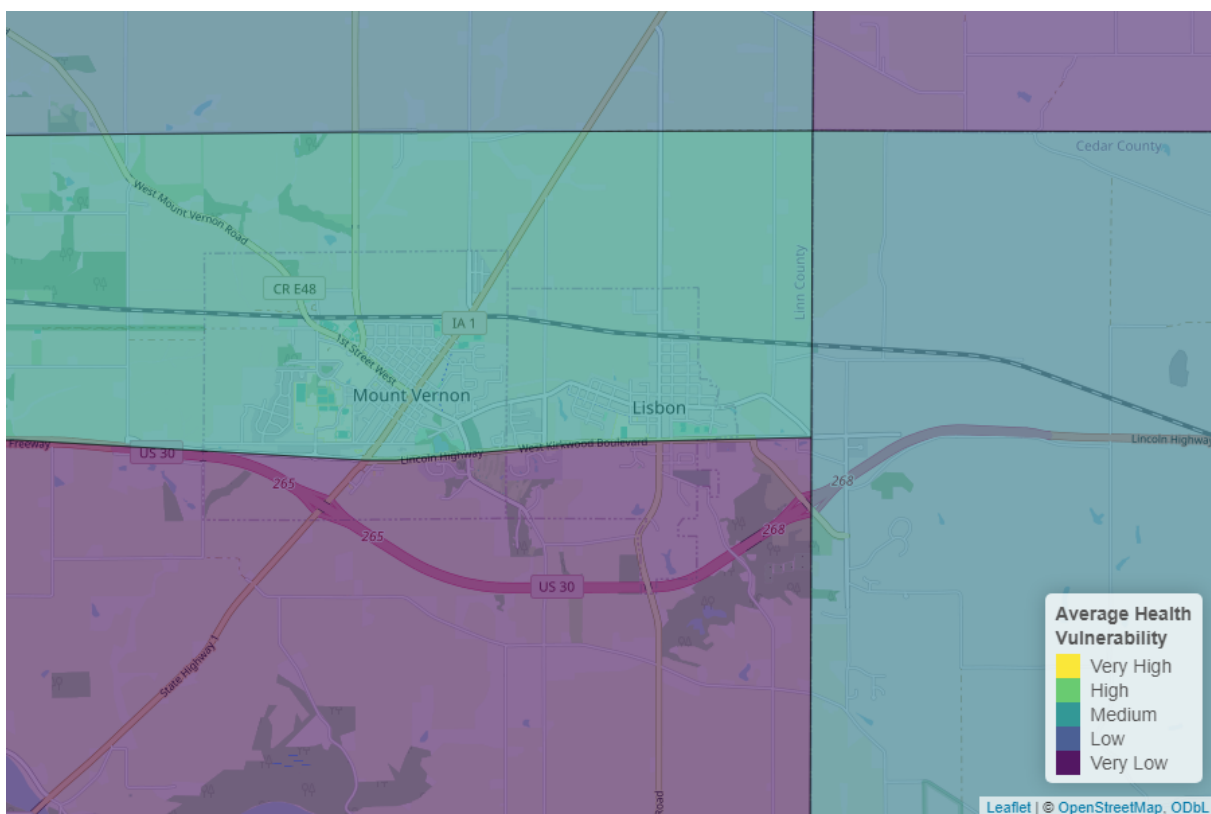 Cedar County
West Mount Vernon Road
Linn County
CR E48
IA 1
1st Street West
Mount Vernon
Lisbon
Freeway
US 30
Lincoln Highway
West Kirkwood Boulevard
Lincoln Highway
265
268
268
265
US 30
State Highway 1
Road
Average Health
Vulnerability
Very High
High
Medium
Low
Very Low
Leaflet | © OpenStreetMap, ODbL